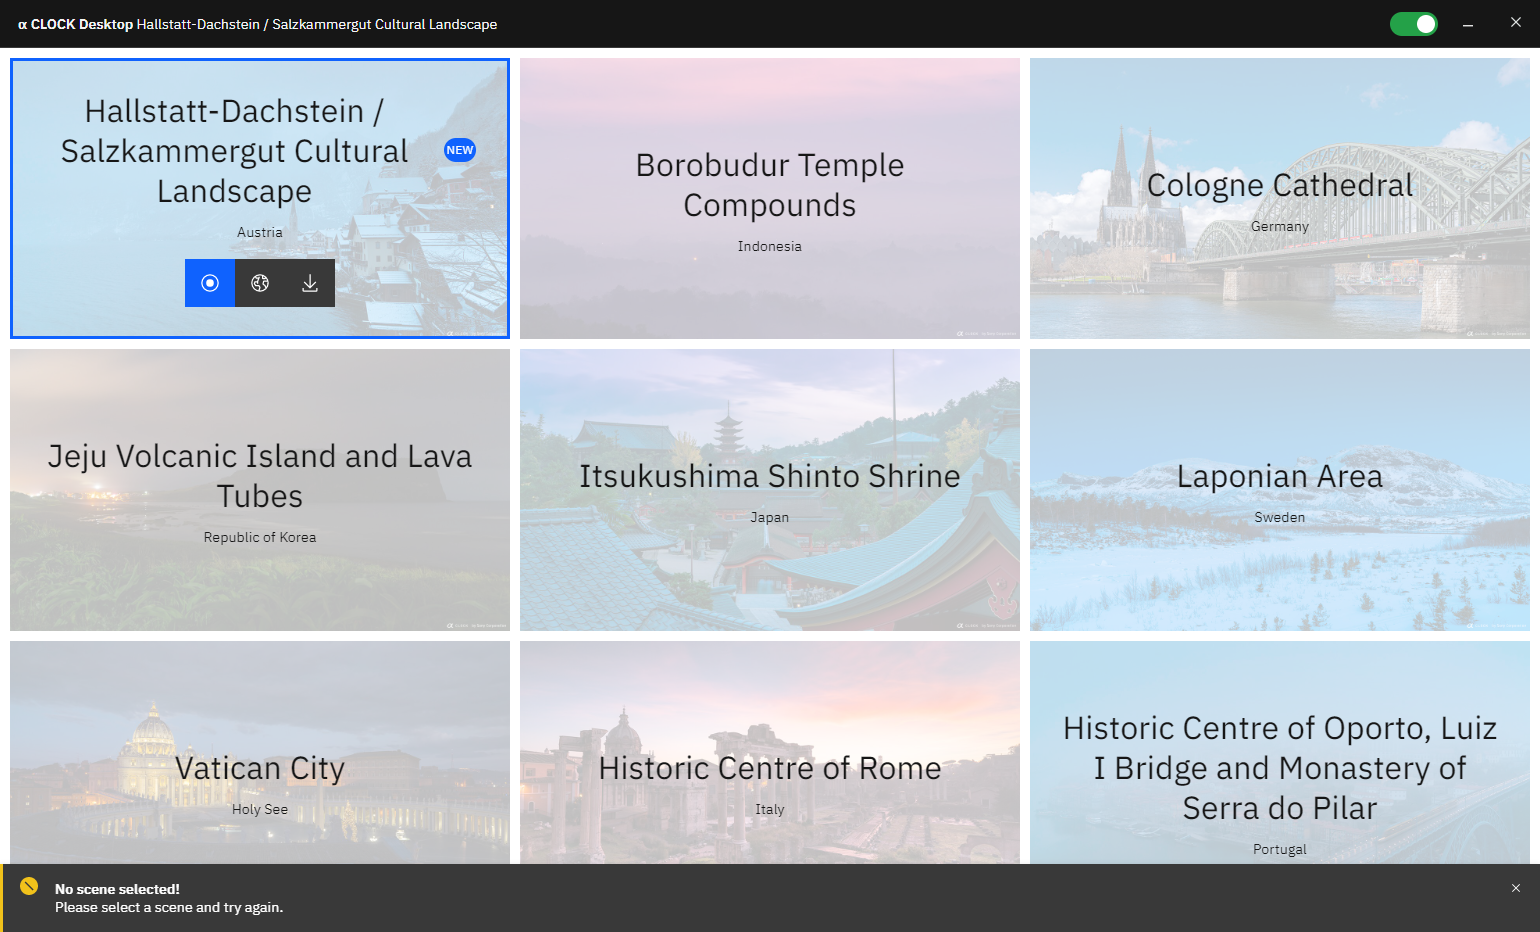 α CLOCK Desktop Hallstatt-Dachstein / Salzkammergut Cultural Landscape
Hallstatt-Dachstein /
Salzkammergut Cultural
Landscape
NEW
Austria
Borobudur Temple
Compounds
Indonesia
Cologne Cathedral
Germany
Jeju Volcanic Island and Lava
Tubes
Republic of Korea
Itsukushima Shinto Shrine
Japan
Laponian Area
Sweden
Vatican City
Holy See
Historic Centre of Rome
Italy
Historic Centre of Oporto, Luiz
I Bridge and Monastery of
Serra do Pilar
Portugal
No scene selected!
Please select a scene and try again.